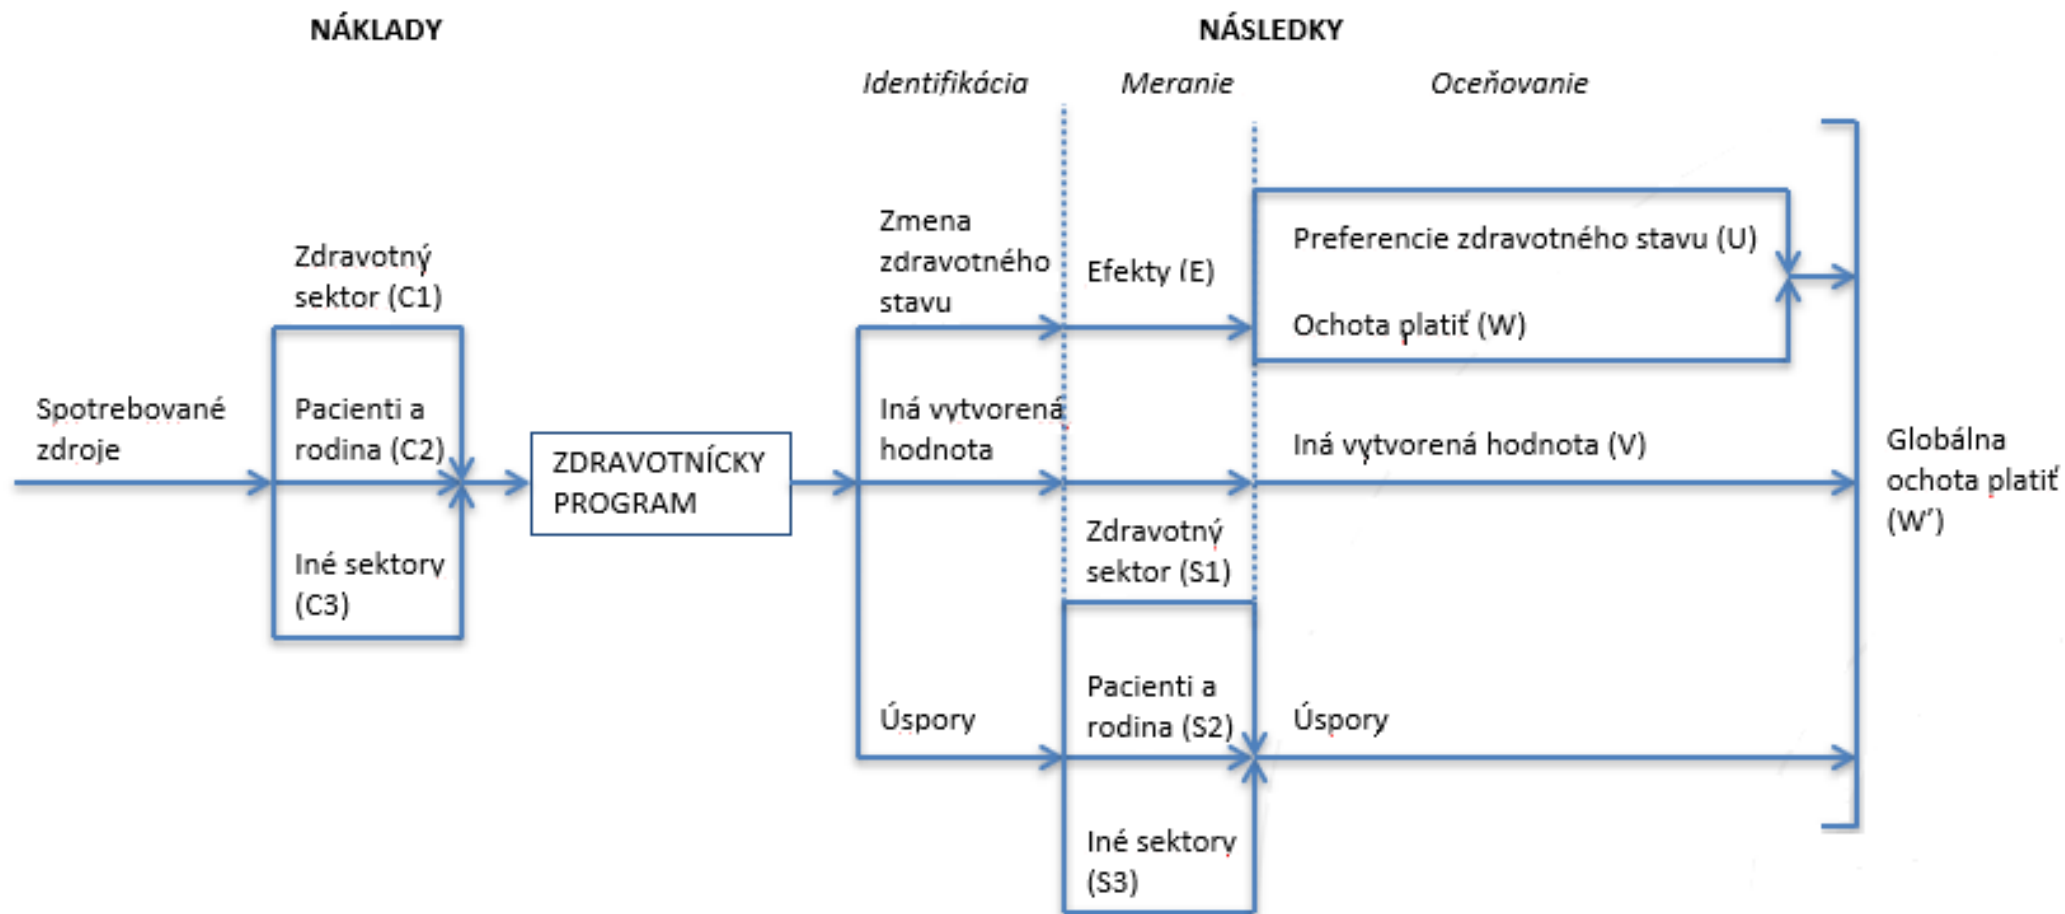 NÁKLADY
NÁSLEDKY
Identifikácia
Meranie
Oceňovanie
Spotrebované
zdroje
Zdravotný
sektor (C1)
Pacienti a
rodina (C2)
Iné sektory
(C3)
ZDRAVOTNÍCKY
PROGRAM
Zmena
zdravotného
stavu
Iná vytvorená
hodnota
Úspory
Efekty (E)
Zdravotný
sektor (S1)
Pacienti a
rodina (S2)
Iné sektory
(S3)
Preferencie zdravotného stavu (U)
Ochota platiť (W)
Iná vytvorená hodnota (V)
Úspory
Globálna
ochota platiť
(W’)